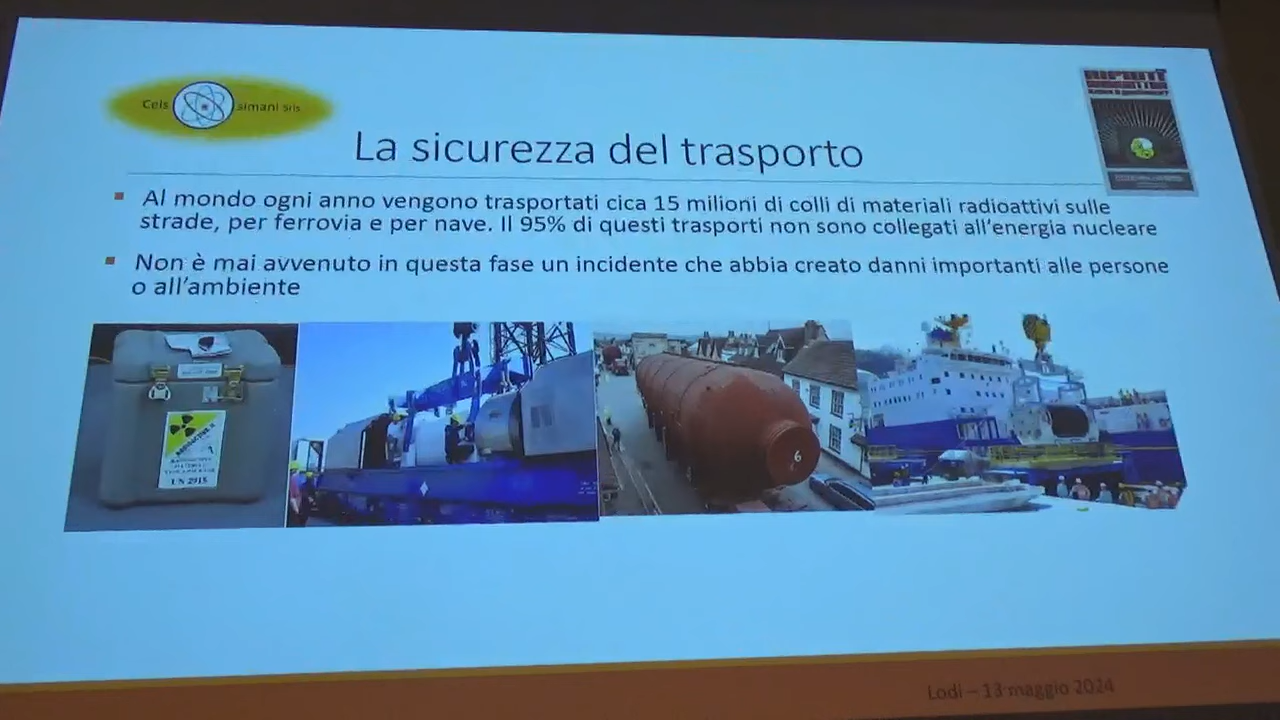 Ceis simani srls
La sicurezza del trasporto
Al mondo ogni anno vengono trasportati cica 15 milioni di colli di materiali radioattivi sulle
strade, per ferrovia e per nave. Il 95% di questi trasporti non sono collegati all'energia nucleare
Non è mai avvenuto in questa fase un incidente che abbia creato danni importanti alle persone
o all'ambiente
UN 2915
6
Lodi – 13 maggio 2024